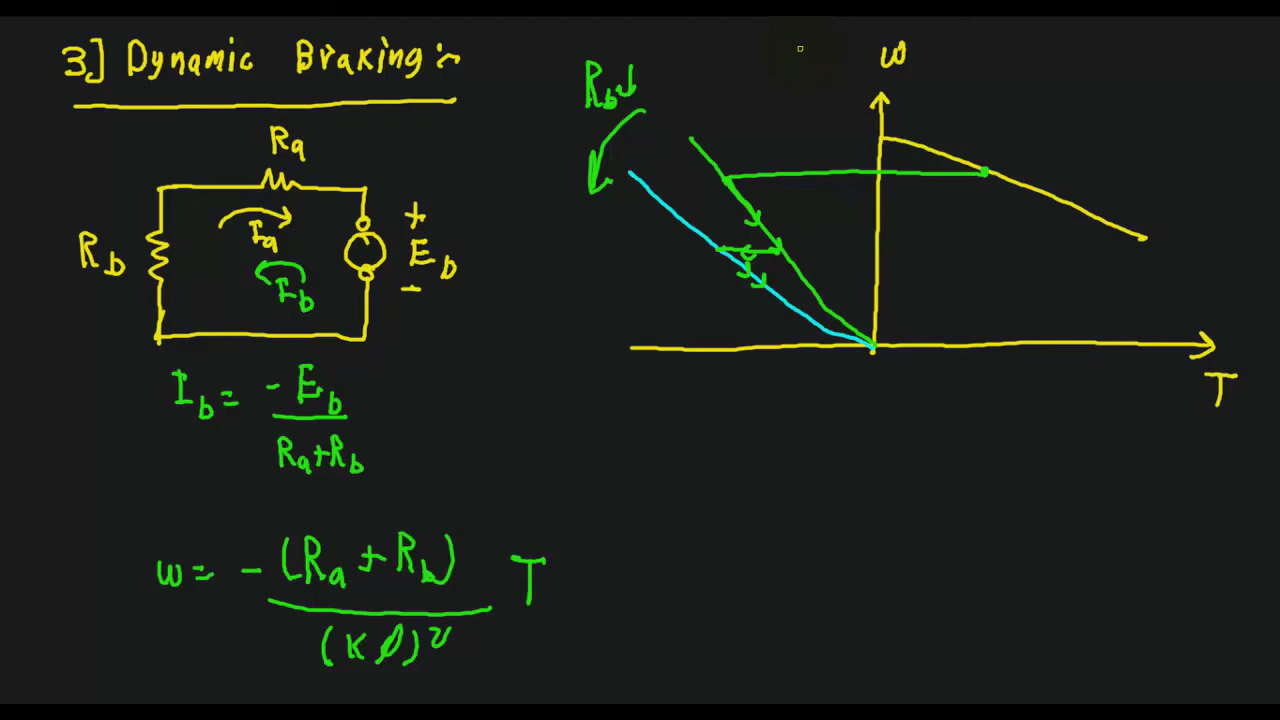 3] Dynamic Braking :-
Ra
Rb
Ia
Ib
+
Eb
-
Ib = - Eb
Ra+Rb
w = - (Ra + Rb) T
(Kϕ)²
Rb↓
w
T